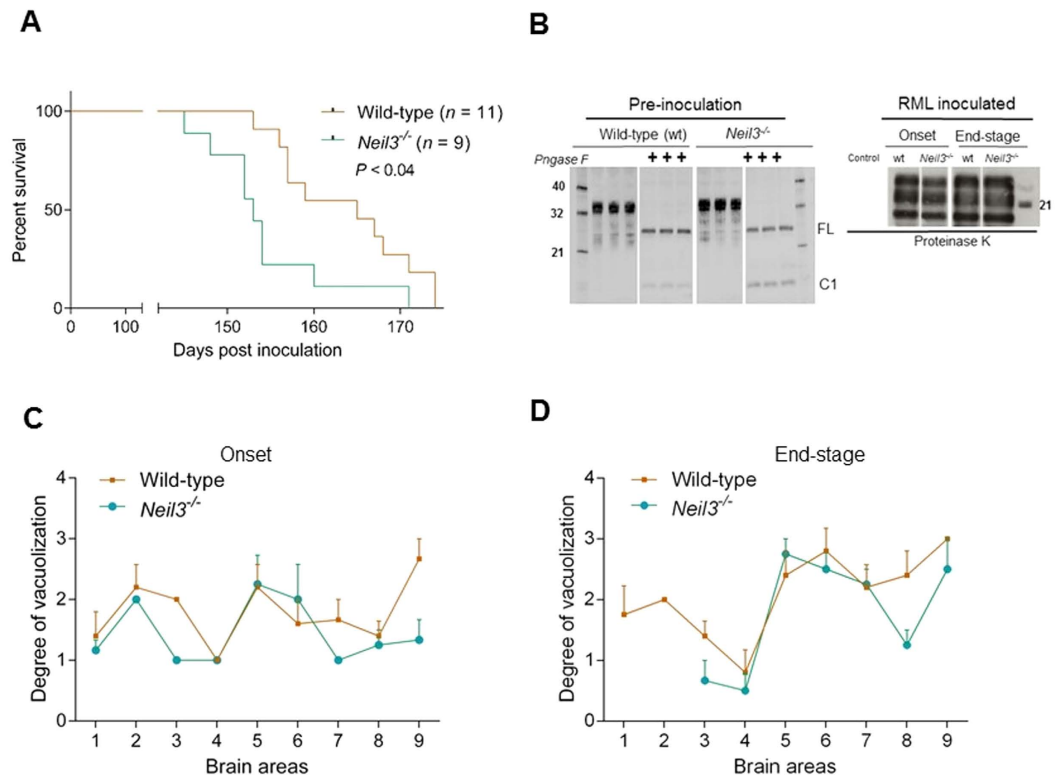 A
Percent survival
100
50
0
0
100
150
160
170
Days post inoculation
Wild-type (n = 11)
Neil3-/- (n = 9)
P < 0.04
B
Pre-inoculation
Wild-type (wt)
Neil3-/-
Pngase F
+ + +
+ + +
40
32
21
FL
C1
RML inoculated
Onset
End-stage
Control
wt
Neil3-/-
wt
Neil3-/-
21
Proteinase K
C
Onset
Wild-type
Neil3-/-
Degree of vacuolization
4
3
2
1
0
1 2 3 4 5 6 7 8 9
Brain areas
D
End-stage
Wild-type
Neil3-/-
Degree of vacuolization
4
3
2
1
0
1 2 3 4 5 6 7 8 9
Brain areas